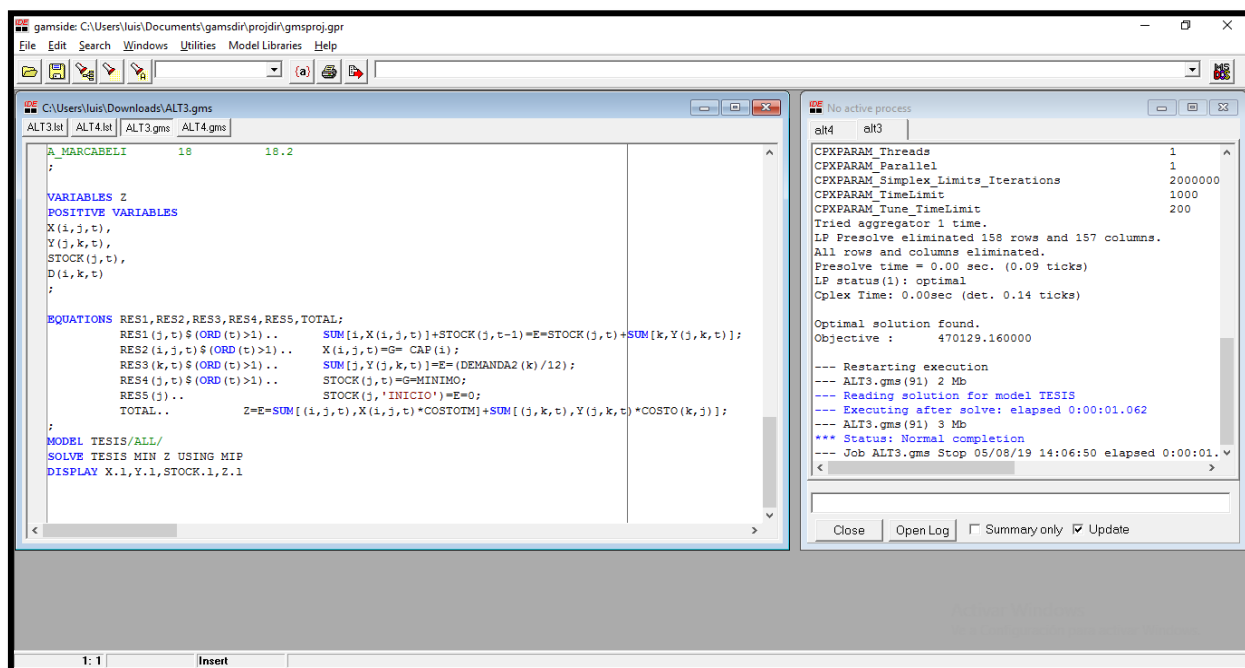 IDE gamside: C:\Users\luis\Documents\gamsdir\projdir\gmsproj.gpr
File Edit Search Windows Utilities Model Libraries Help
{a} MS DOS
IDE C:\Users\luis\Downloads\ALT3.gms
ALT3.lst ALT4.lst ALT3.gms ALT4.gms
A_MARCABELI 18 18.2
;
VARIABLES Z
POSITIVE VARIABLES
X(i,j,t),
Y(j,k,t),
STOCK(j,t),
D(i,k,t)
;
EQUATIONS RES1,RES2,RES3,RES4,RES5,TOTAL;
RES1(j,t)$(ORD(t)>1).. SUM[i,X(i,j,t)]+STOCK(j,t-1)=E=STOCK(j,t)+SUM[k,Y(j,k,t)];
RES2(i,j,t)$(ORD(t)>1).. X(i,j,t)=G= CAP(i);
RES3(k,t)$(ORD(t)>1).. SUM[j,Y(j,k,t)]=E=(DEMANDA2(k)/12);
RES4(j,t)$(ORD(t)>1).. STOCK(j,t)=G=MINIMO;
RES5(j).. STOCK(j,'INICIO')=E=0;
TOTAL.. Z=E=SUM[(i,j,t),X(i,j,t)*COSTOTM]+SUM[(j,k,t),Y(j,k,t)*COSTO(k,j)];
;
MODEL TESIS/ALL/
SOLVE TESIS MIN Z USING MIP
DISPLAY X.l,Y.l,STOCK.l,Z.l
IDE No active process
alt4 alt3
CPXPARAM_Threads 1
CPXPARAM_Parallel 1
CPXPARAM_Simplex_Limits_Iterations 2000000
CPXPARAM_TimeLimit 1000
CPXPARAM_Tune_TimeLimit 200
Tried aggregator 1 time.
LP Presolve eliminated 158 rows and 157 columns.
All rows and columns eliminated.
Presolve time = 0.00 sec. (0.09 ticks)
LP status(1): optimal
Cplex Time: 0.00sec (det. 0.14 ticks)
Optimal solution found.
Objective : 470129.160000
--- Restarting execution
--- ALT3.gms(91) 2 Mb
--- Reading solution for model TESIS
--- Executing after solve: elapsed 0:00:01.062
--- ALT3.gms(91) 3 Mb
*** Status: Normal completion
--- Job ALT3.gms Stop 05/08/19 14:06:50 elapsed 0:00:01.
Close Open Log Summary only Update
1: 1 Insert